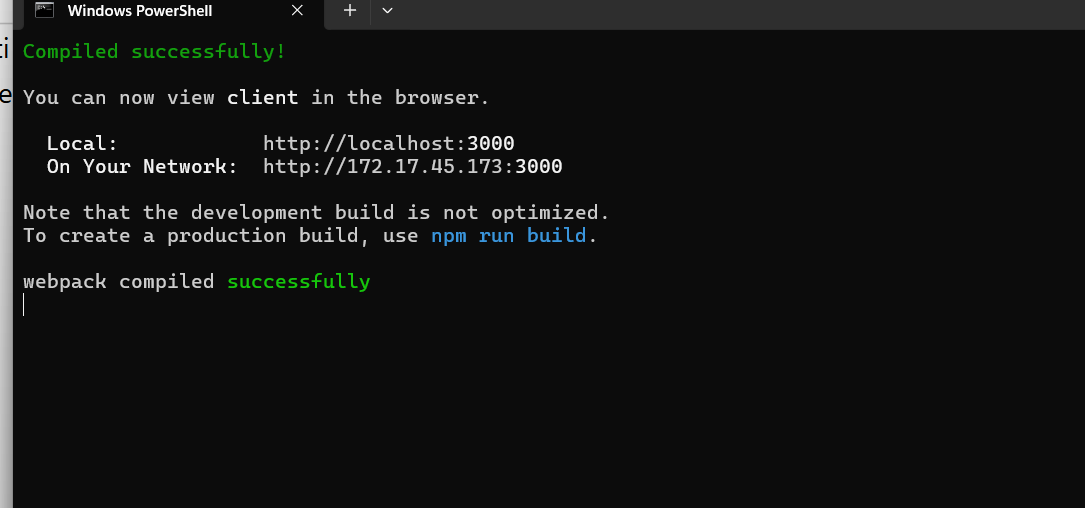 Windows PowerShell
Compiled successfully!
You can now view client in the browser.
Local: http://localhost:3000
On Your Network: http://172.17.45.173:3000
Note that the development build is not optimized.
To create a production build, use npm run build.
webpack compiled successfully